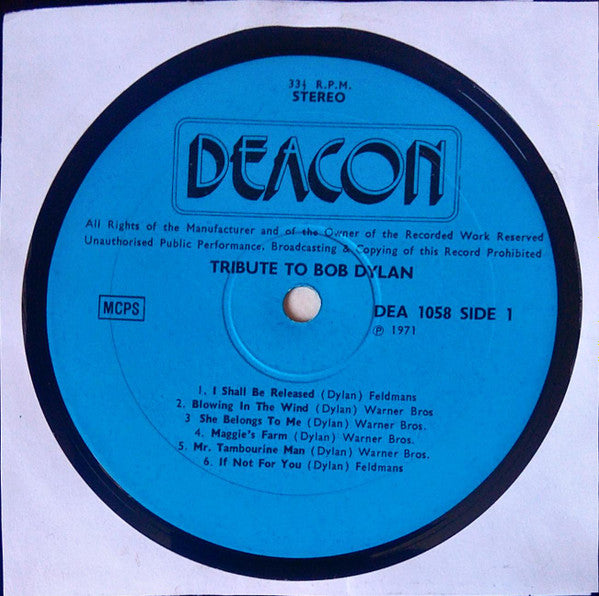 33⅓ R.P.M.
STEREO
DEACON
All Rights of the Manufacturer and of the Owner of the Recorded Work Reserved
Unauthorised Public Performance, Broadcasting & Copying of this Record Prohibited
TRIBUTE TO BOB DYLAN
MCPS
DEA 1058 SIDE 1
Ⓟ 1971
1. I Shall Be Released (Dylan) Feldmans
2. Blowing In The Wind (Dylan) Warner Bros
3 She Belongs To Me (Dylan) Warner Bros.
4. Maggie's Farm (Dylan) Warner Bros.
5. Mr. Tambourine Man (Dylan) Warner Bros.
6. If Not For You (Dylan) Feldmans